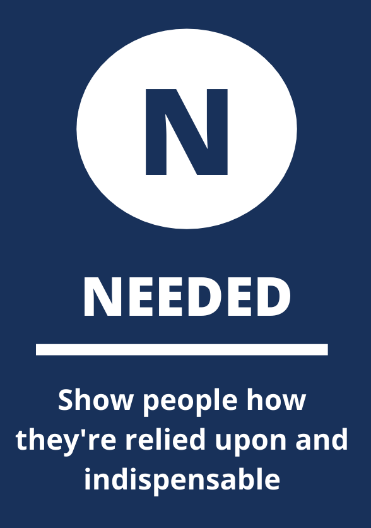 N
NEEDED
Show people how
they're relied upon and
indispensable